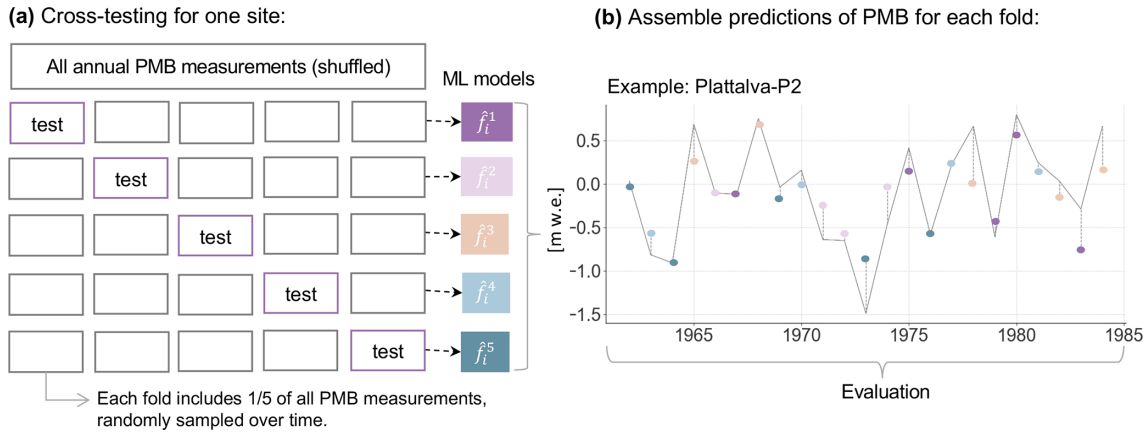 (a) Cross-testing for one site:
All annual PMB measurements (shuffled)
ML models
test
f̂ᵢ¹
test
f̂ᵢ²
test
f̂ᵢ³
test
f̂ᵢ⁴
test
f̂ᵢ⁵
Each fold includes 1/5 of all PMB measurements,
randomly sampled over time.
(b) Assemble predictions of PMB for each fold:
Example: Plattalva-P2
[m w.e.]
0.5
0.0
−0.5
−1.0
−1.5
1965
1970
1975
1980
1985
Evaluation